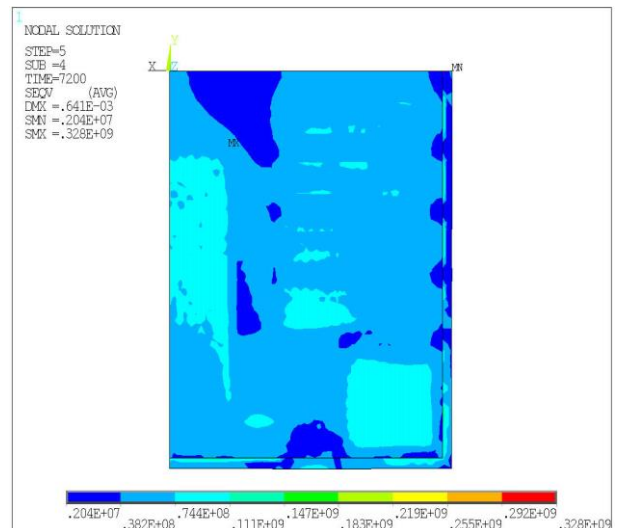 1
NODAL SOLUTION
STEP=5
SUB =4
TIME=7200
SEQV (AVG)
DMX =.641E-03
SMN =.204E+07
SMX =.328E+09
Y
X Z
MN
MX
.204E+07 .744E+08 .147E+09 .219E+09 .292E+09
.382E+08 .111E+09 .183E+09 .255E+09 .328E+09